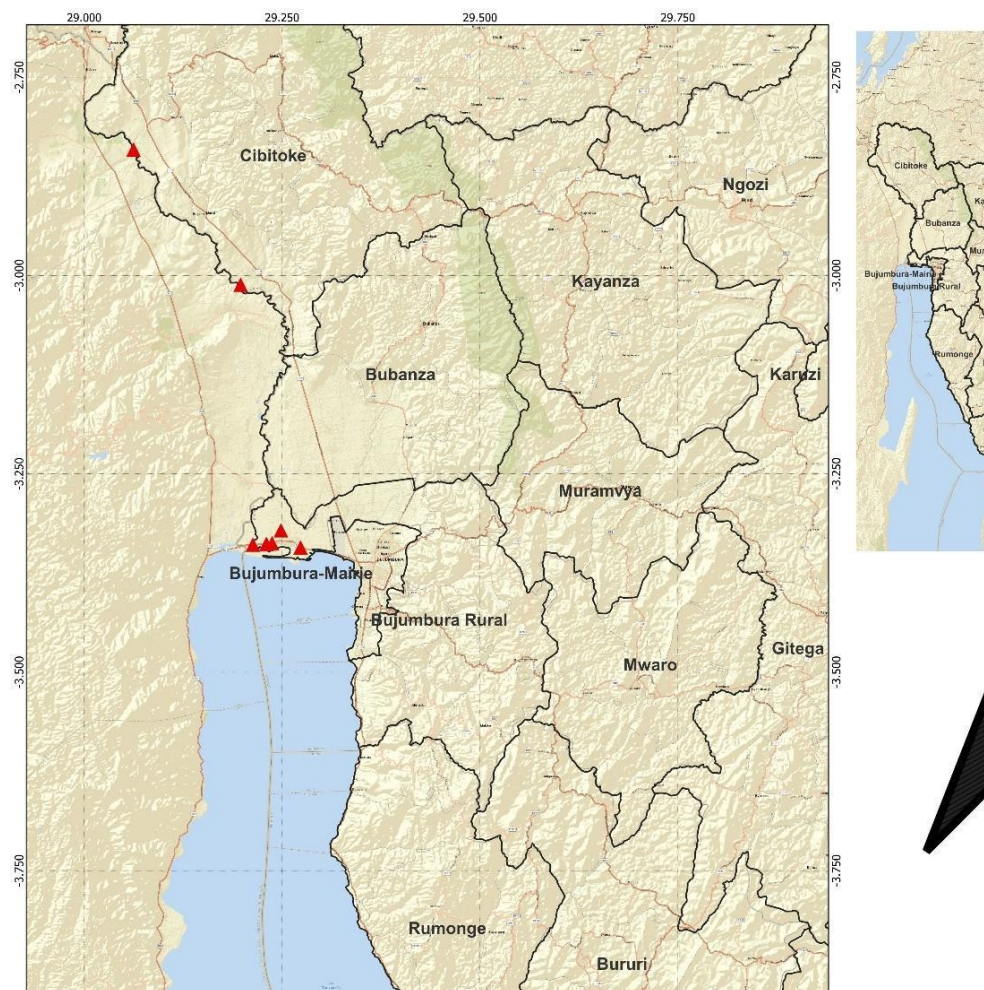 29.000 29.250 29.500 29.750
-2.750 -2.750
Cibitoke
Ngozi
-3.000 -3.000
Kayanza
Bubanza
Karuzi
-3.250 -3.250
Muramvya
Bujumbura-Mairie
Bujumbura Rural
Gitega
-3.500 -3.500
Mwaro
-3.750 -3.750
Rumonge
Bururi
Cibitoke
Ka
Bubanza
Mur
Bujumbura-Mairie
Bujumbura Rural
Rumonge